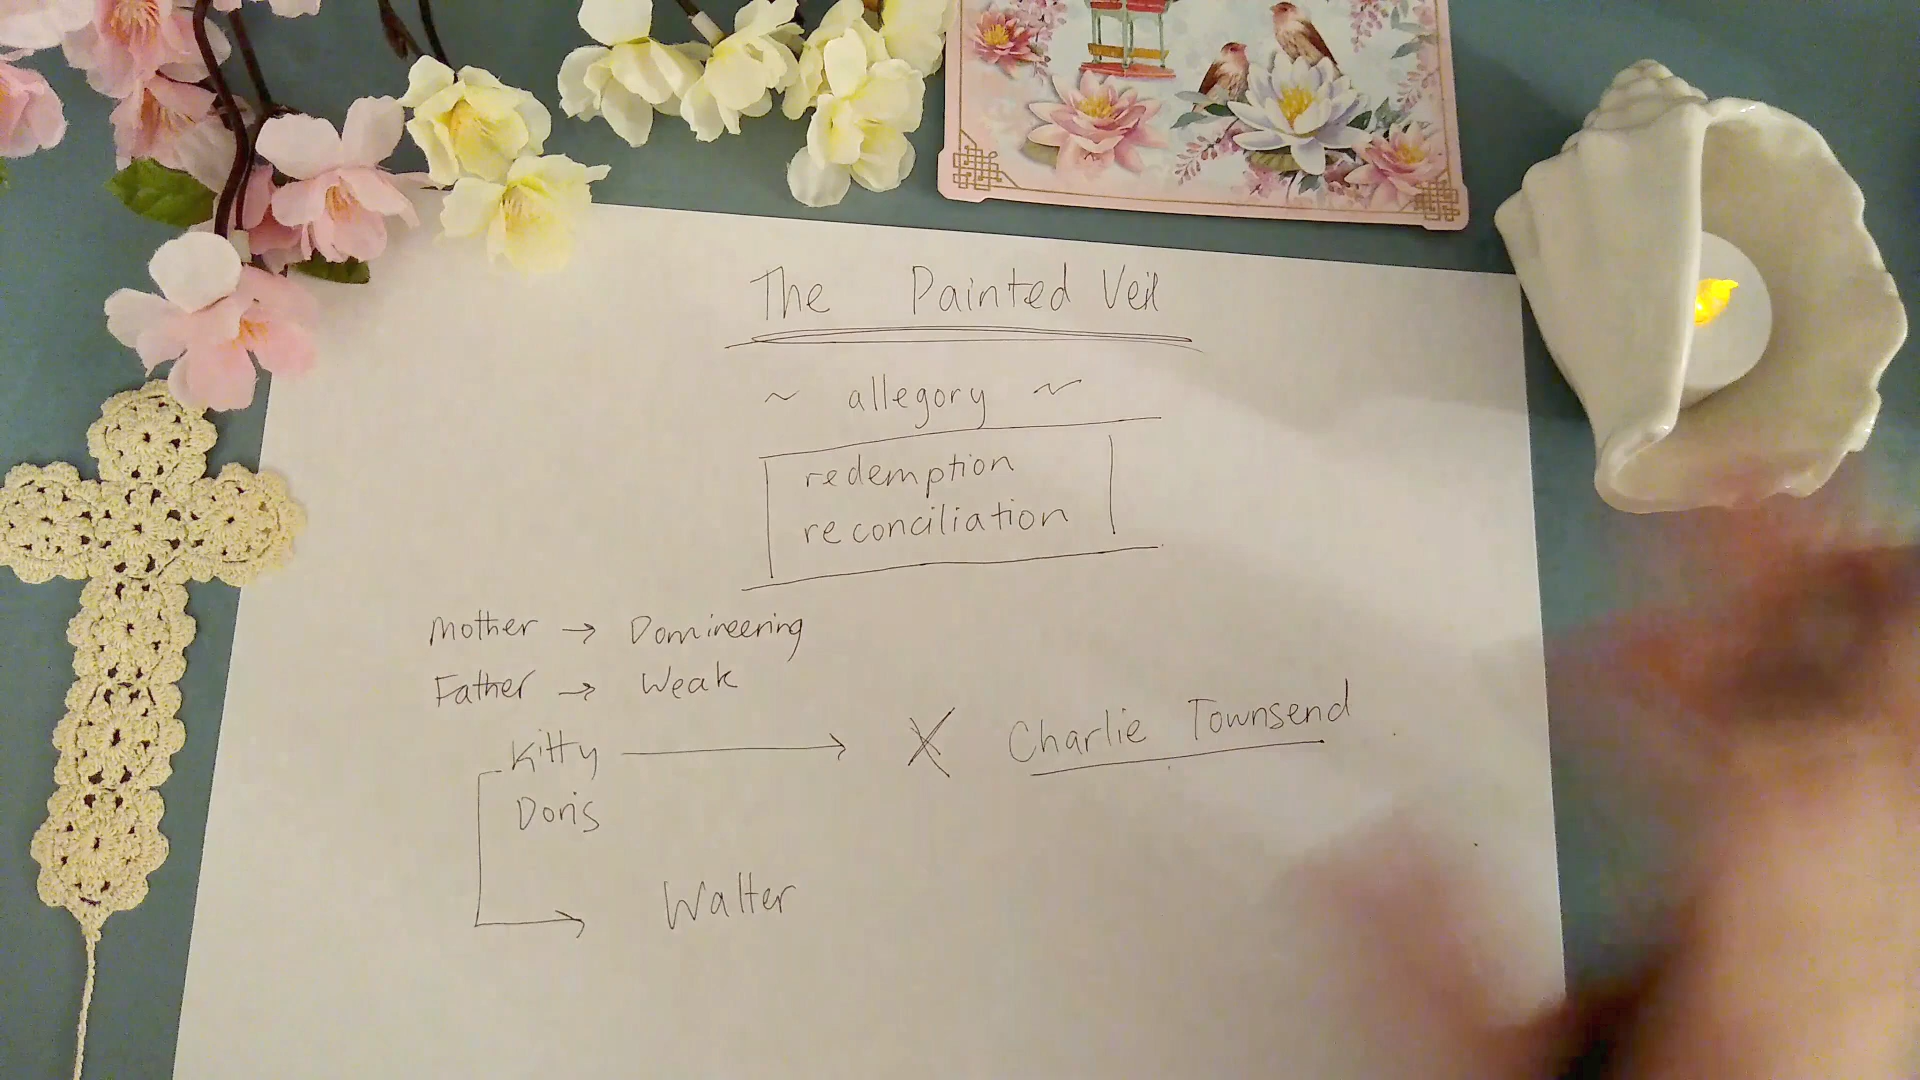 The Painted Veil
~ allegory ~
redemption
reconciliation
Mother → Domineering
Father → Weak
Kitty → X Charlie Townsend
Doris
→ Walter